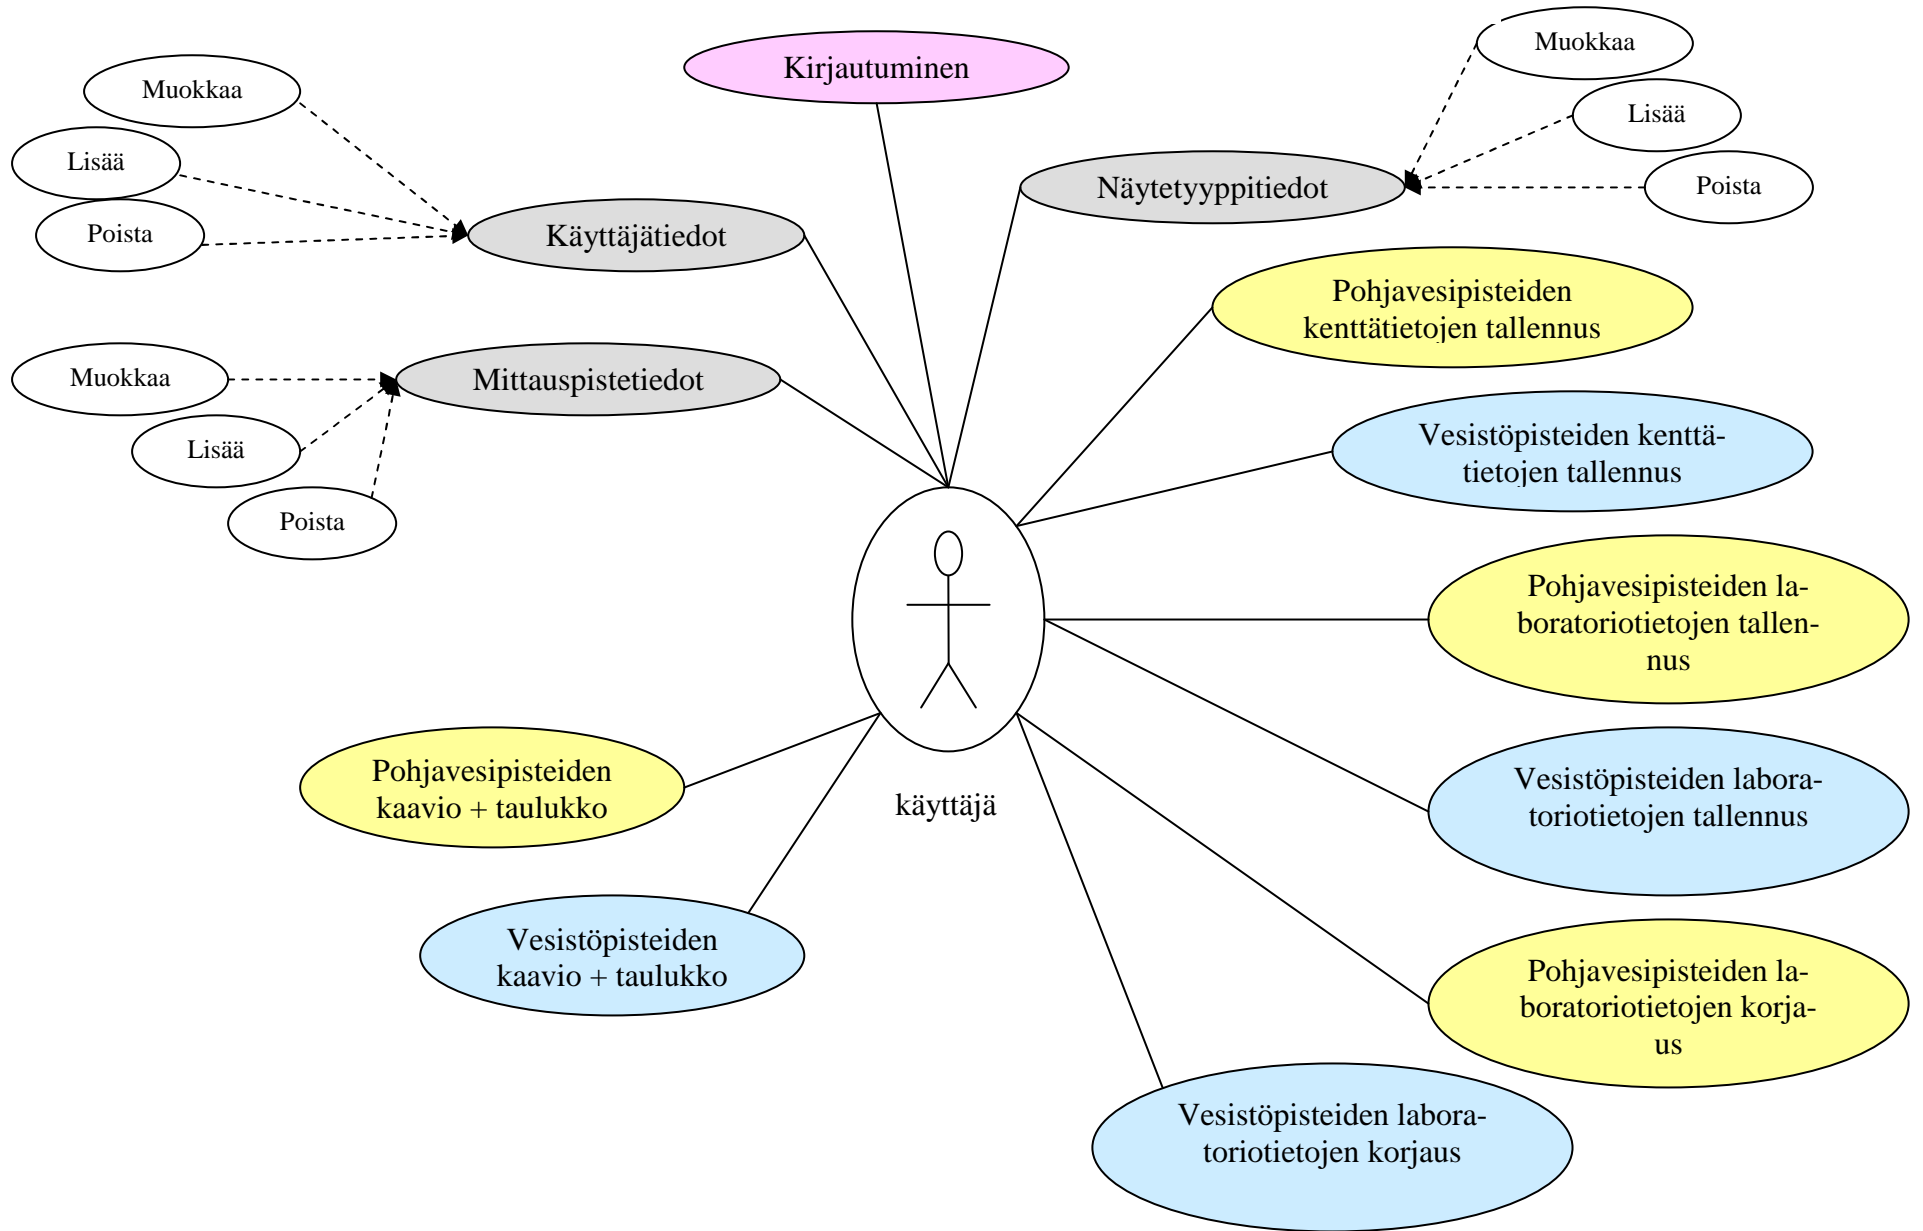 Muokkaa
Kirjautuminen
Muokkaa
Lisää
Lisää
Poista
Käyttäjätiedot
Näytetyyppitiedot
Poista
Pohjavesipisteiden
kenttätietojen tallennus
Muokkaa
Mittauspistetiedot
Lisää
Poista
Vesistöpisteiden kenttä-
tietojen tallennus
Pohjavesipisteiden la-
boratoriotietojen tallen-
nus
Pohjavesipisteiden
kaavio + taulukko
käyttäjä
Vesistöpisteiden labora-
toriotietojen tallennus
Vesistöpisteiden
kaavio + taulukko
Pohjavesipisteiden la-
boratoriotietojen korja-
us
Vesistöpisteiden labora-
toriotietojen korjaus